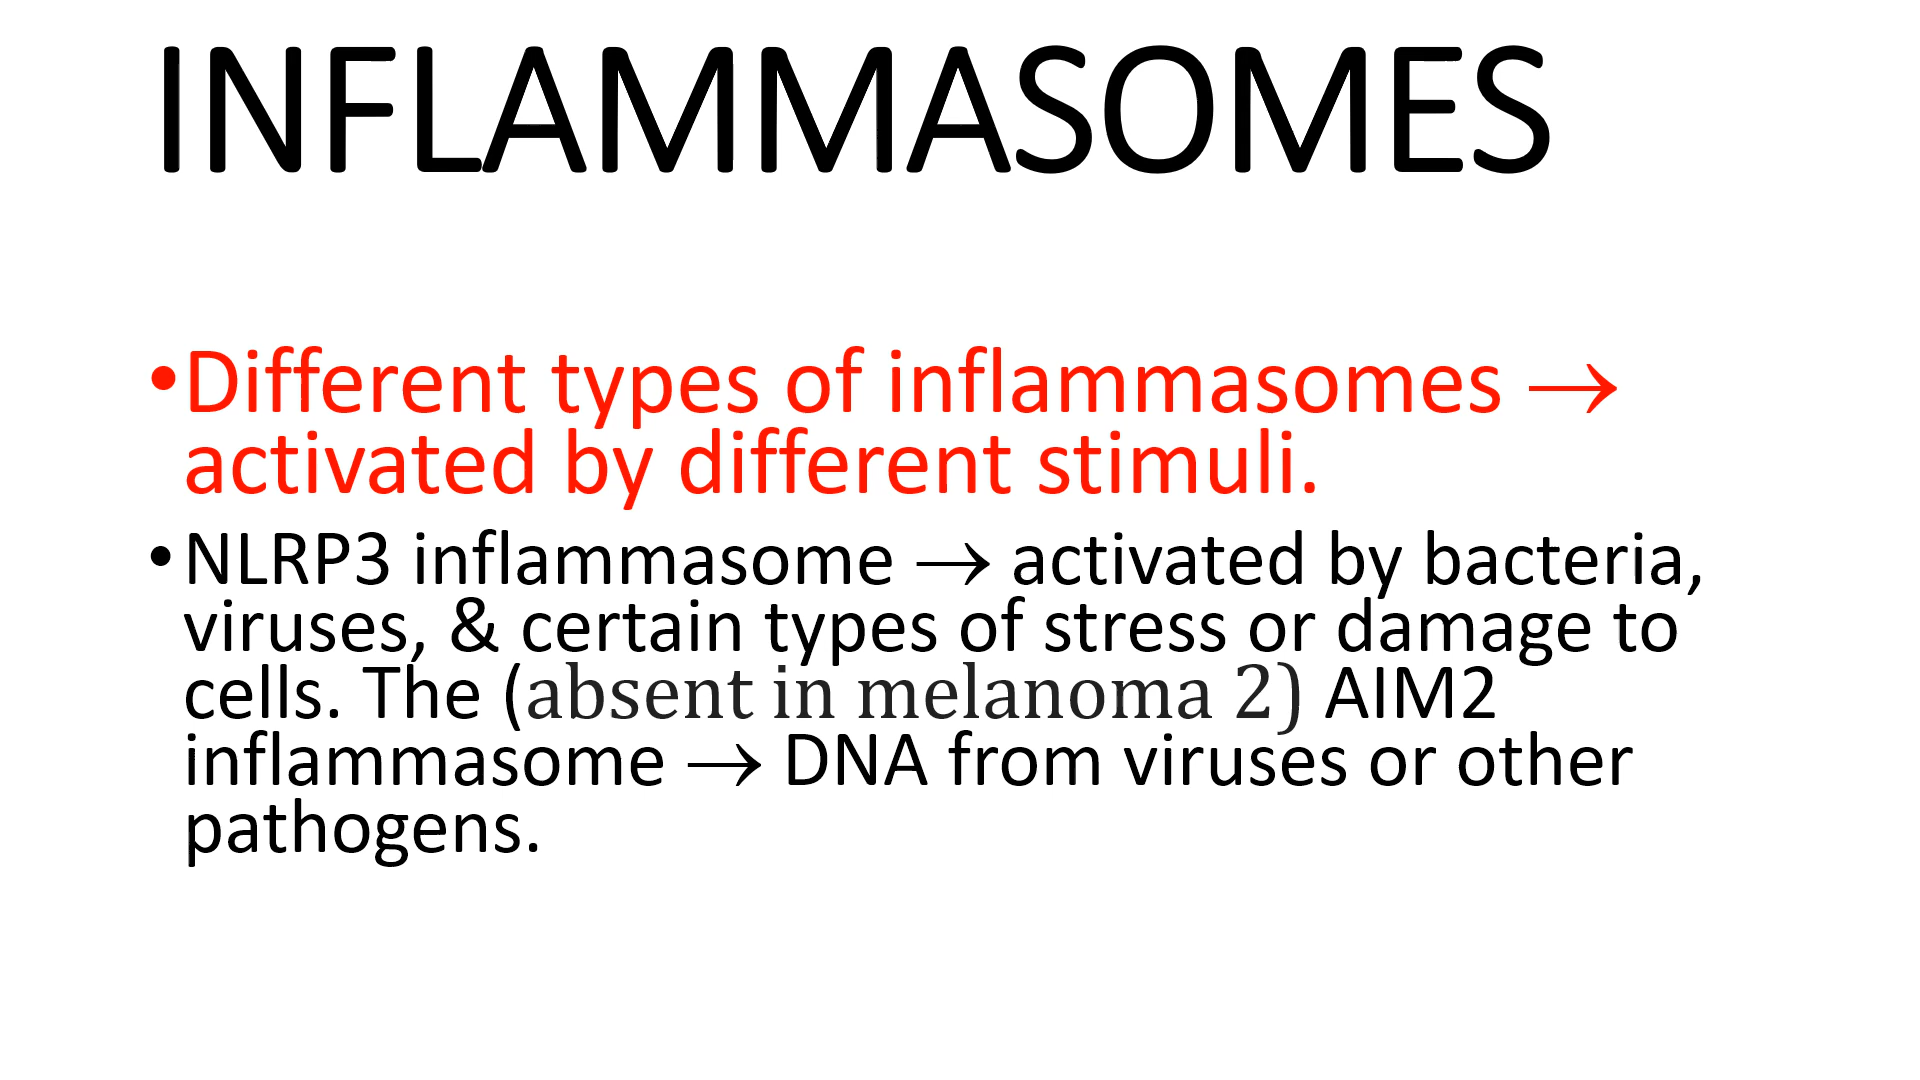 INFLAMMASOMES
•Different types of inflammasomes →
activated by different stimuli.
•NLRP3 inflammasome → activated by bacteria,
viruses, & certain types of stress or damage to
cells. The (absent in melanoma 2) AIM2
inflammasome → DNA from viruses or other
pathogens.